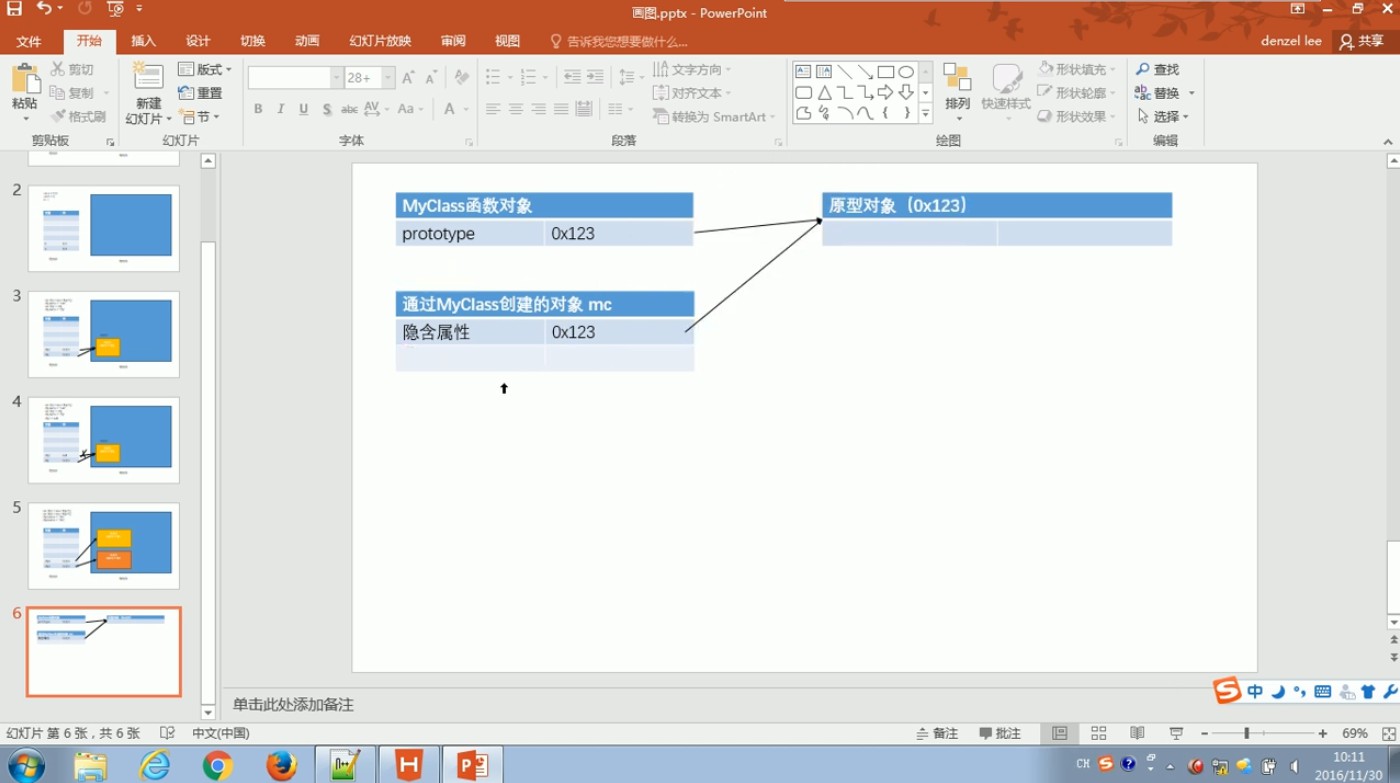 画图.pptx - PowerPoint
文件 开始 插入 设计 切换 动画 幻灯片放映 审阅 视图 告诉我您想要做什么... denzel lee 共享
粘贴 剪切 复制 格式刷 剪贴板
新建 幻灯片 版式 重置 节 幻灯片
28+ B I U S abc AV Aa A 字体
文字方向 对齐文本 转换为 SmartArt 段落
排列 快速样式 形状填充 形状轮廓 形状效果 绘图
查找 替换 选择 编辑
2
3
4
5
6
MyClass函数对象
prototype 0x123
原型对象（0x123）
通过MyClass创建的对象 mc
隐含属性 0x123
单击此处添加备注
中
幻灯片 第 6 张，共 6 张 中文(中国) 备注 批注 69%
CH 10:11
2016/11/30